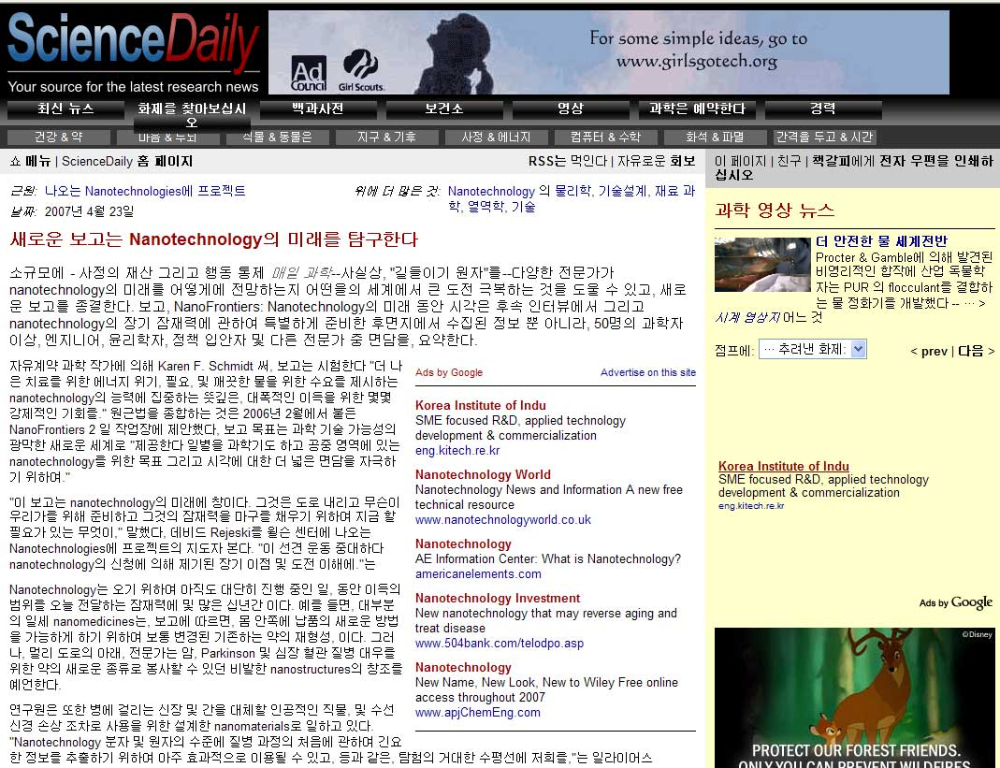 ScienceDaily
Your source for the latest research news
Ad Council
Girl Scouts.
For some simple ideas, go to
www.girlsgotech.org
최신 뉴스
화제를 찾아보십시
오
백과사전
보건소
영상
과학은 예약한다
경력
건강 & 약
마음 & 두뇌
식물 & 동물은
지구 & 기후
사정 & 에너지
컴퓨터 & 수학
화석 & 파멸
간격을 두고 & 시간
쇼 메뉴 | ScienceDaily 홈 페이지
RSS는 먹인다 | 자유로운 회보
이 페이지 | 친구 | 책갈피에게 전자 우편을 인쇄하
십시오
근원: 나오는 Nanotechnologies에 프로젝트
날짜: 2007년 4월 23일
위에 더 많은 것: Nanotechnology 의 물리학, 기술설계, 재료 과
학, 열역학, 기술
새로운 보고는 Nanotechnology의 미래를 탐구한다
소규모에 - 사정의 재산 그리고 행동 통제 매일 과학--사실상, "길들이기 원자"를--다양한 전문가가
nanotechnology의 미래를 어떻게에 전망하는지 어떤을의 세계에서 큰 도전 극복하는 것을 도울 수 있고, 새로
운 보고를 종결한다. 보고, NanoFrontiers: Nanotechnology의 미래 동안 시각은 후속 인터뷰에서 그리고
nanotechnology의 장기 잠재력에 관하여 특별하게 준비한 후면지에서 수집된 정보 뿐 아니라, 50명의 과학자
이상, 엔지니어, 윤리학자, 정책 입안자 및 다른 전문가 중 면담을, 요약한다.
자유계약 과학 작가에 의해 Karen F. Schmidt 써, 보고는 시험한다 "더 나
은 치료를 위한 에너지 위기, 필요, 및 깨끗한 물을 위한 수요를 제시하는
nanotechnology의 능력에 집중하는 뜻깊은, 대폭적인 이득을 위한 몇몇
강제적인 기회를." 원근법을 종합하는 것은 2006년 2월에서 붙든
NanoFrontiers 2 일 작업장에 제안했다, 보고 목표는 과학 기술 가능성의
광막한 새로운 세계로 "제공한다 일별을 과학기도 하고 공중 영역에 있는
nanotechnology를 위한 목표 그리고 시각에 대한 더 넓은 면담을 자극하
기 위하여."
"이 보고는 nanotechnology의 미래에 창이다. 그것은 도로 내리고 무슨이
우리가를 위해 준비하고 그것의 잠재력을 마구를 채우기 위하여 지금 할
필요가 있는 무엇이," 말했다, 데비드 Rejeski를 윌슨 센터에 나오는
Nanotechnologies에 프로젝트의 지도자 본다. "이 선견 운동 중대하다
nanotechnology의 신청에 의해 제기된 장기 이점 및 도전 이해에."는
Nanotechnology는 오기 위하여 아직도 대단히 진행 중인 일, 동안 이득의
범위를 오늘 전달하는 잠재력에 및 많은 십년간 이다. 예를 들면, 대부분
의 일세 nanomedicines는, 보고에 따르면, 몸 안쪽에 납품의 새로운 방법
을 가능하게 하기 위하여 보통 변경된 기존하는 약의 재형성, 이다. 그러
나, 멀리 도로의 아래, 전문가는 암, Parkinson 및 심장 혈관 질병 대우를
위한 약의 새로운 종류로 봉사할 수 있던 비발한 nanostructures의 창조를
예언한다.
연구원은 또한 병에 걸리는 신장 및 간을 대체할 인공적인 직물, 및 수선
신경 손상 조차로 사용을 위한 설계한 nanomaterials로 일하고 있다.
"Nanotechnology 분자 및 원자의 수준에 질병 과정의 처음에 관하여 긴요
한 정보를 추출하기 위하여 아주 효과적으로 이용될 수 있고, 등과 같은, 탐험의 거대한 수평선에 저희를,"는 일라이어스
Ads by Google
Advertise on this site
Korea Institute of Indu
SME focused R&D, applied technology
development & commercialization
eng.kitech.re.kr
Nanotechnology World
Nanotechnology News and Information A new free
technical resource
www.nanotechnologyworld.co.uk
Nanotechnology
AE Information Center: What is Nanotechnology?
americanelements.com
Nanotechnology Investment
New nanotechnology that may reverse aging and
treat disease
www.504bank.com/telodpo.asp
Nanotechnology
New Name, New Look, New to Wiley Free online
access throughout 2007
www.apjChemEng.com
과학 영상 뉴스
더 안전한 물 세계전반
Procter & Gamble에 의해 발견된
비영리적인 합작에 산업 독물학
자는 PUR 의 flocculant를 결합하
는 물 정화기를 개발했다 -- ··· >
시계 영상지 어느 것
점프에: ··· 추려낸 화제:
< prev | 다음 >
Korea Institute of Indu
SME focused R&D, applied technology
development & commercialization
eng.kitech.re.kr
Ads by Google
©Disney
PROTECT OUR FOREST FRIENDS.
ONLY YOU CAN PREVENT WILDFIRES